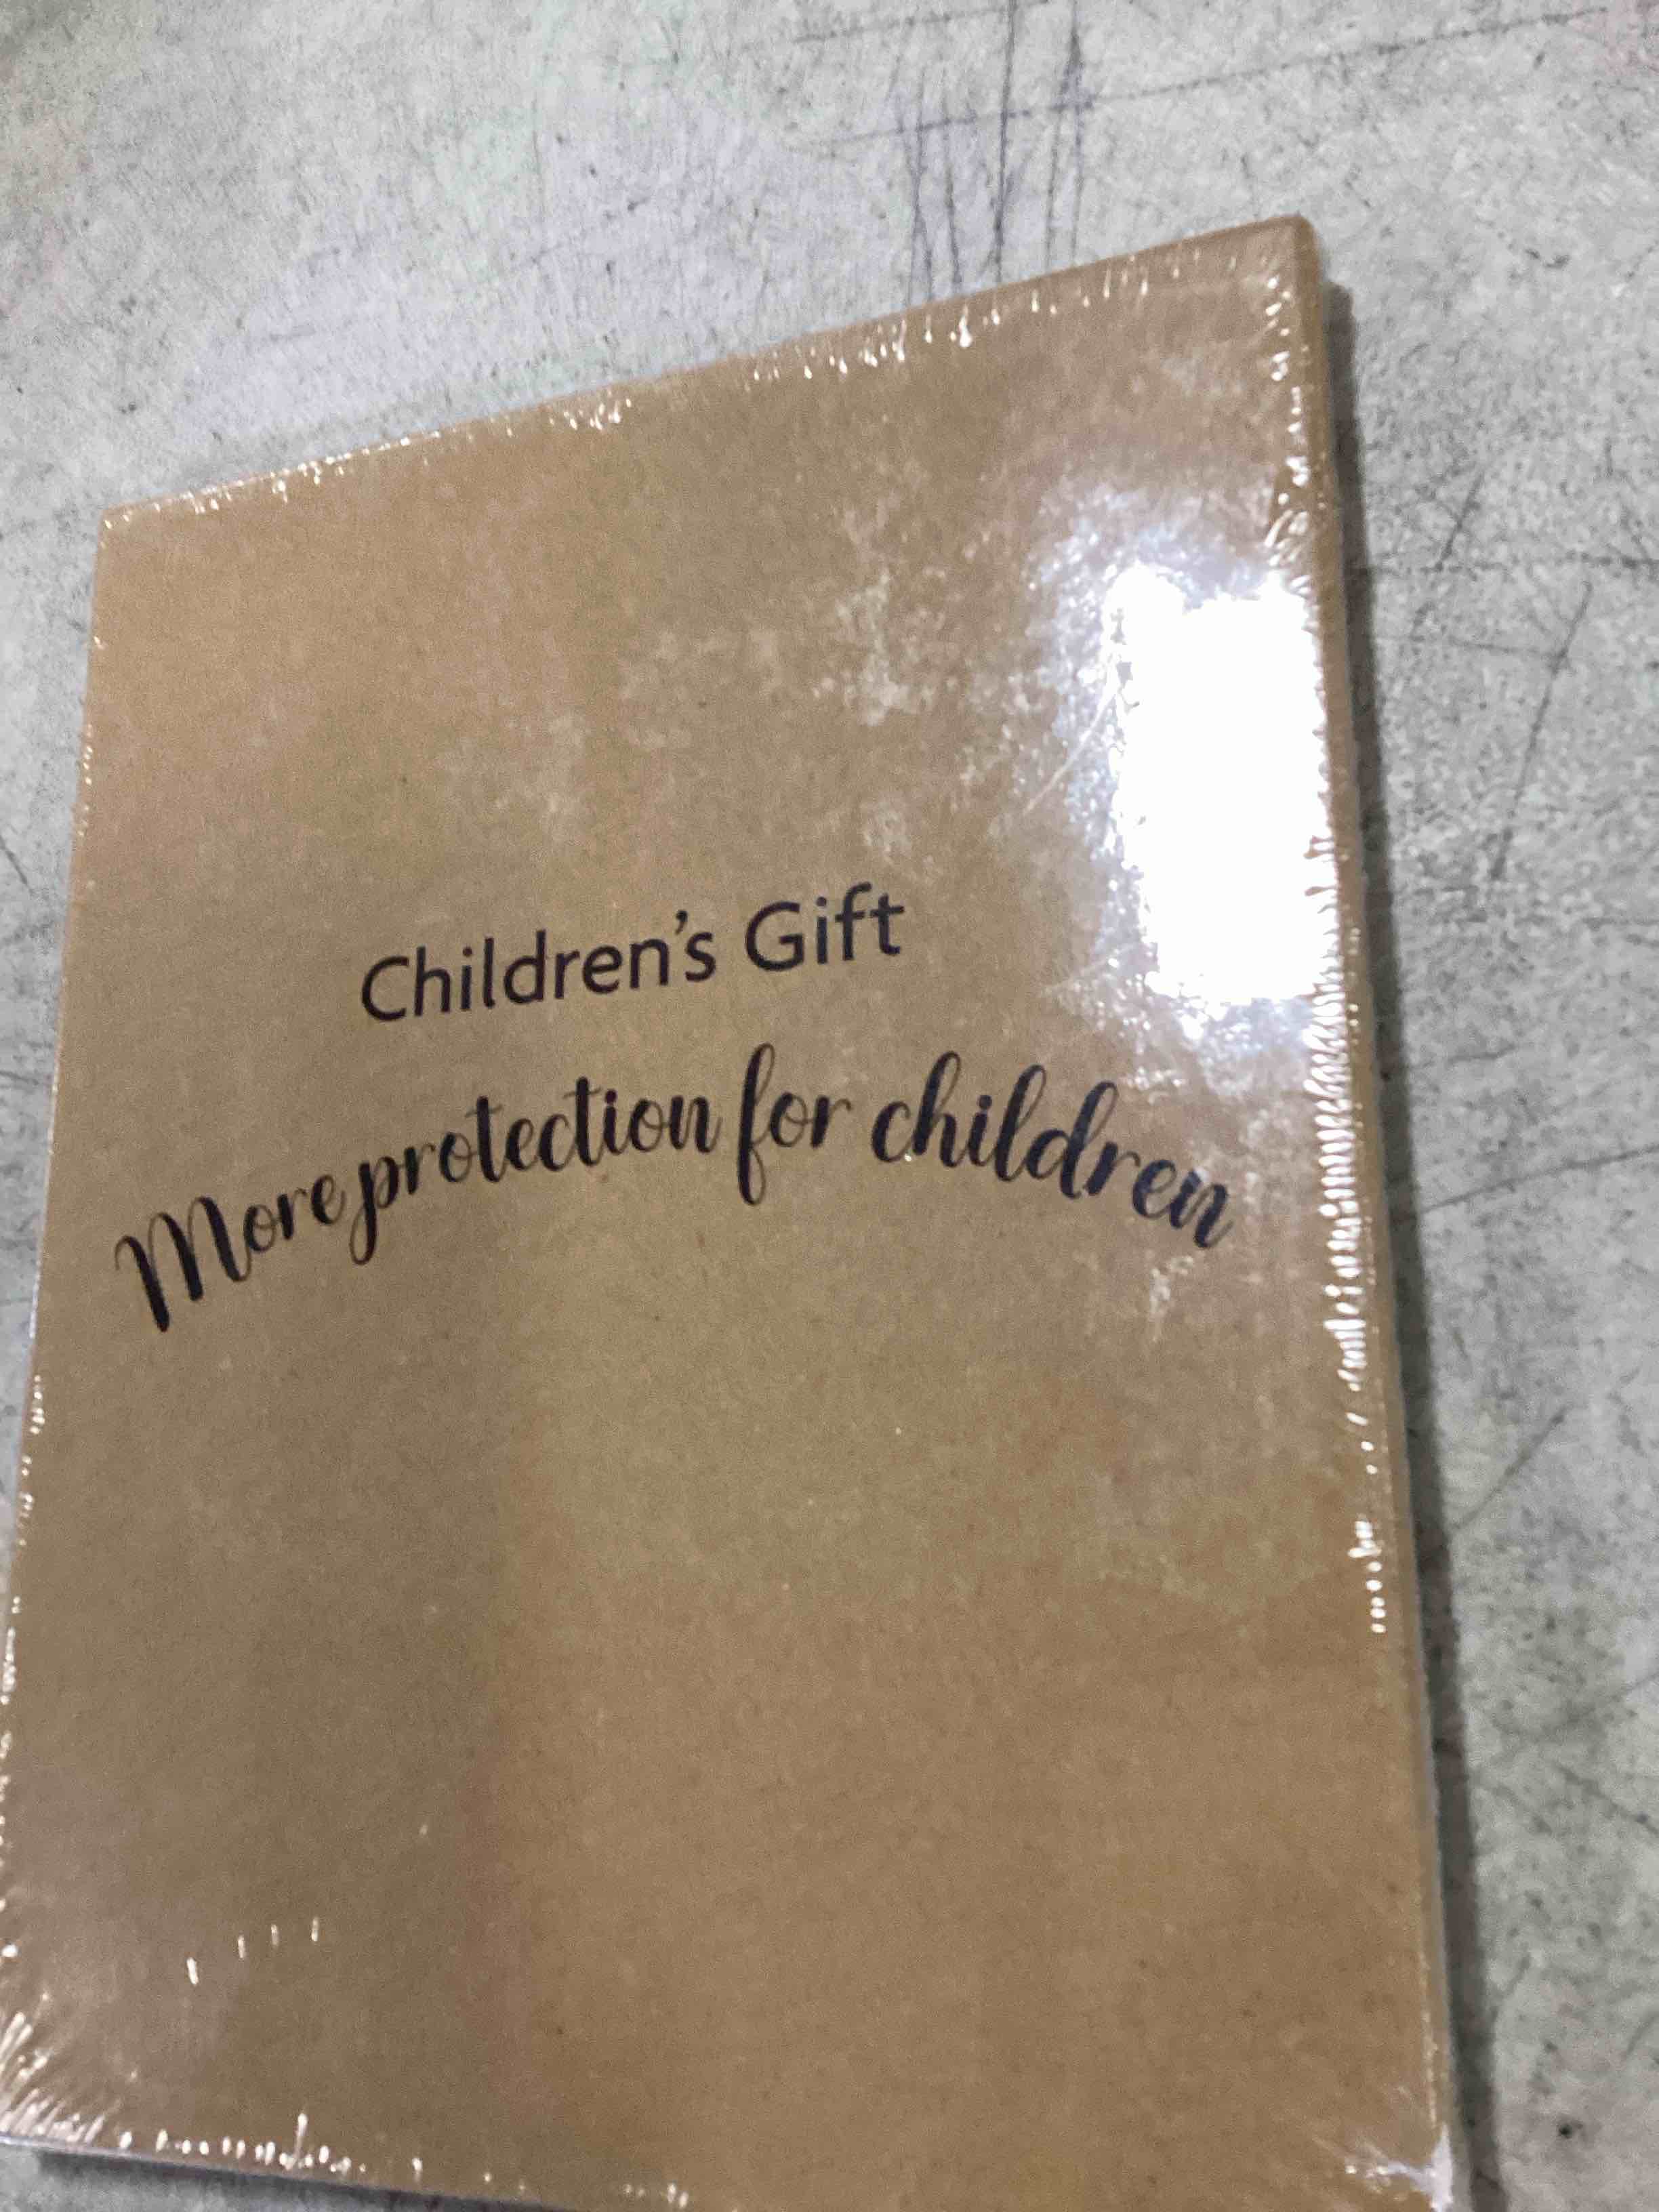 Children's Gift
More protection for children